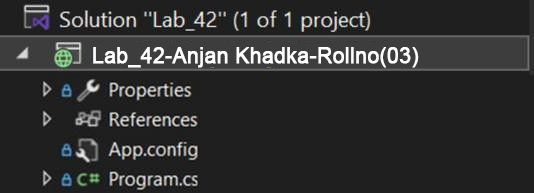 Solution "Lab_42" (1 of 1 project)
Lab_42-Anjan Khadka-Rollno(03)
Properties
References
App.config
C# Program.cs